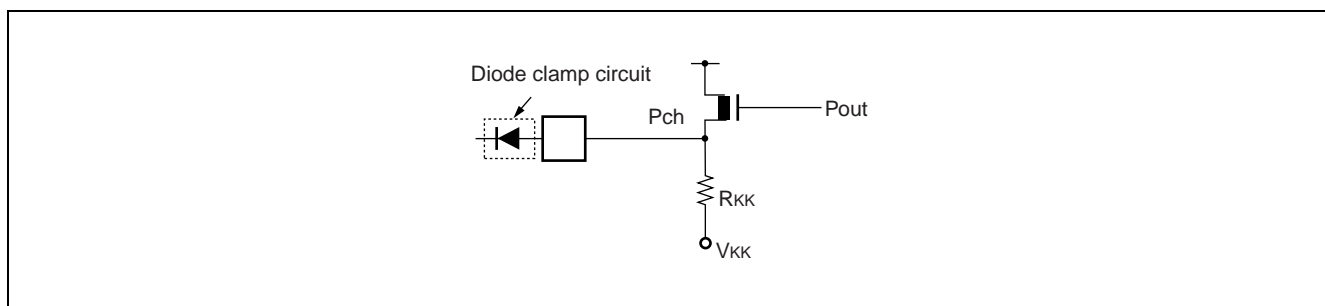 Diode clamp circuit
Pch
Pout
RKK
VKK